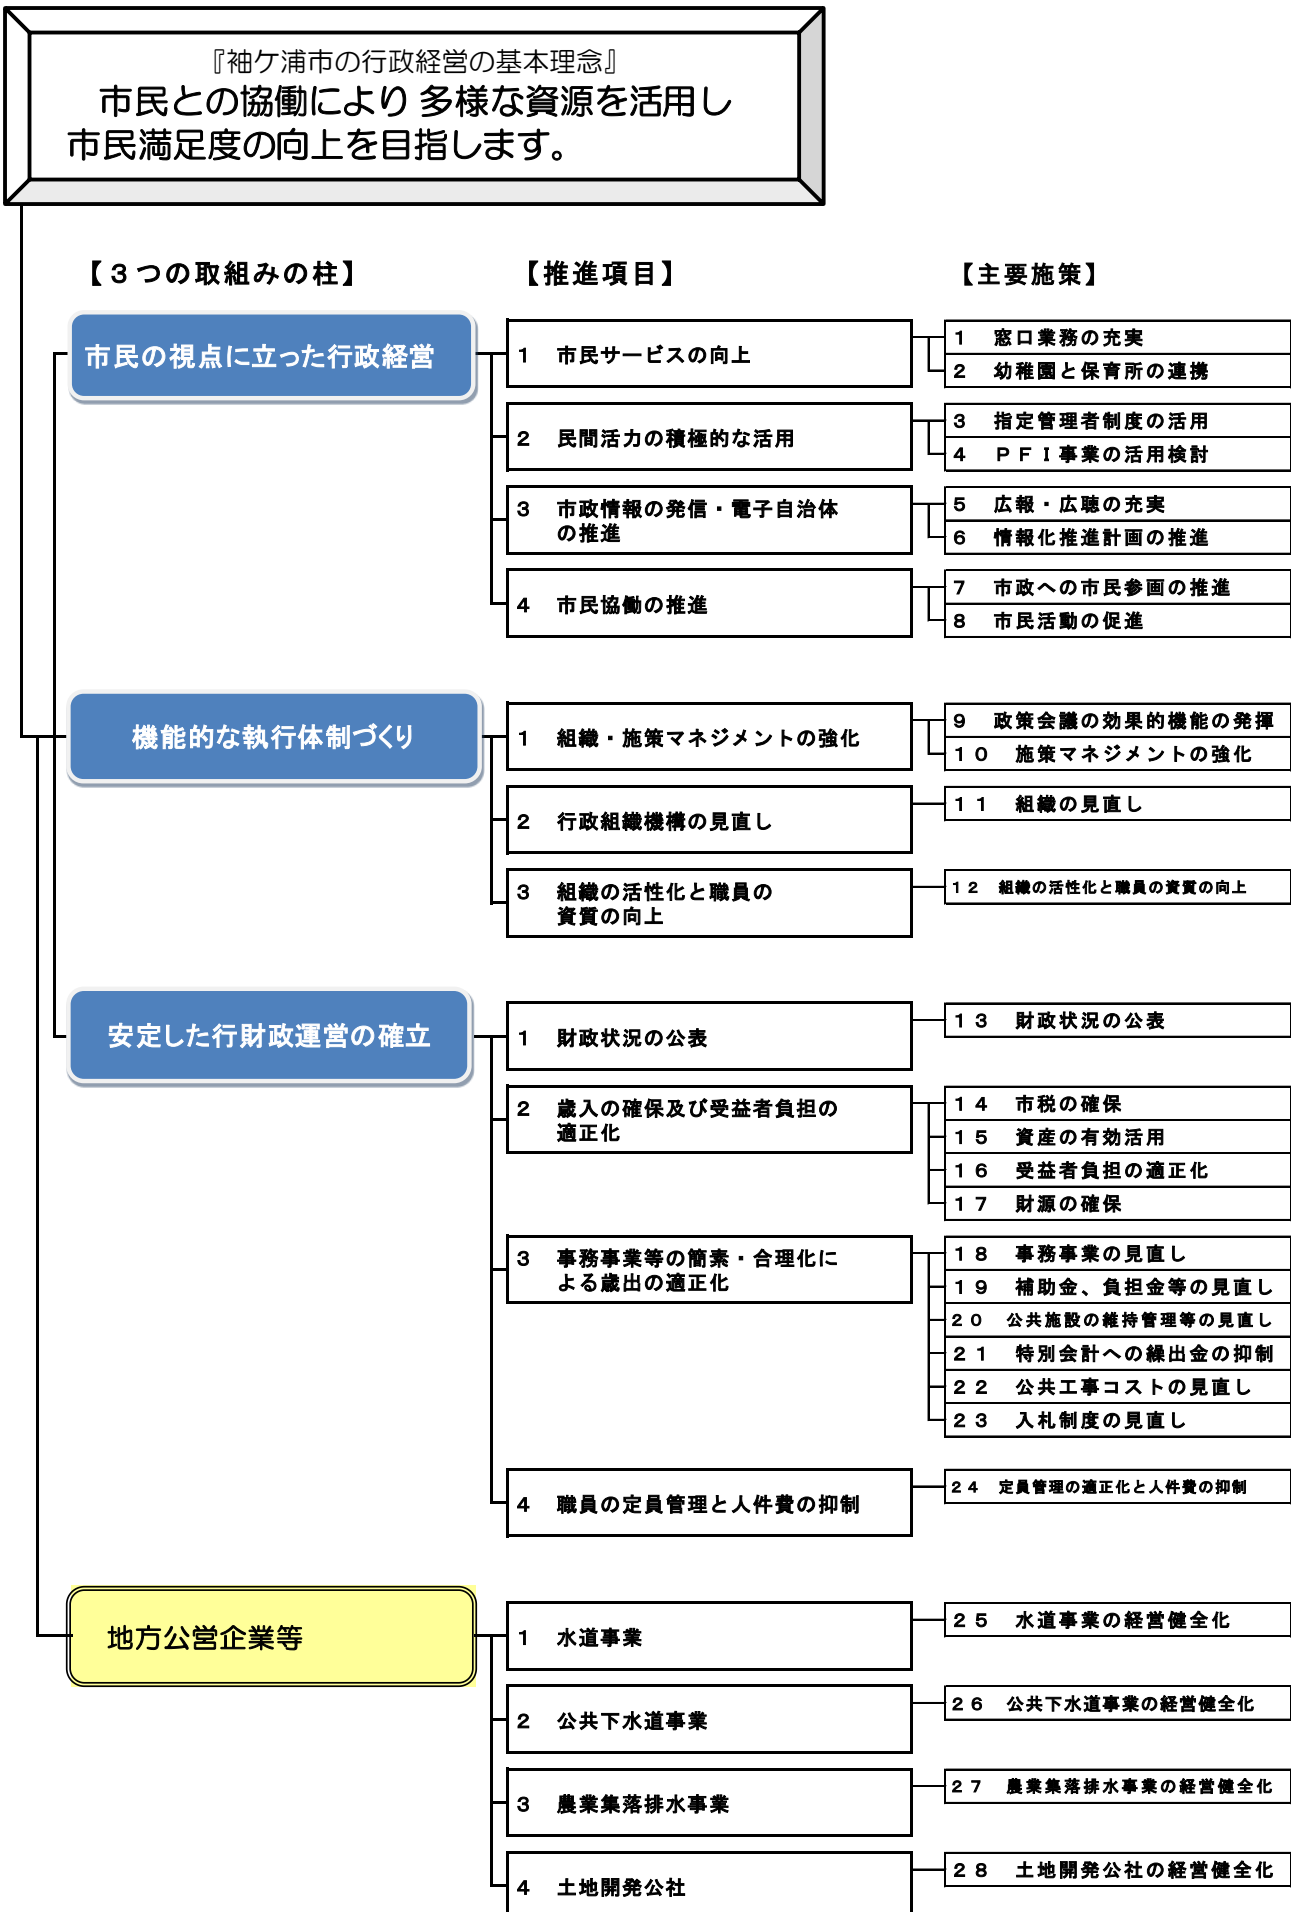 『袖ケ浦市の行政経営の基本理念』
市民との協働により 多様な資源を活用し
市民満足度の向上を目指します。
【３つの取組みの柱】
【推進項目】
【主要施策】
市民の視点に立った行政経営
１　市民サービスの向上
１　窓口業務の充実
２　幼稚園と保育所の連携
２　民間活力の積極的な活用
３　指定管理者制度の活用
４　ＰＦＩ事業の活用検討
３　市政情報の発信・電子自治体
の推進
５　広報・広聴の充実
６　情報化推進計画の推進
４　市民協働の推進
７　市政への市民参画の推進
８　市民活動の促進
機能的な執行体制づくり
１　組織・施策マネジメントの強化
９　政策会議の効果的機能の発揮
１０　施策マネジメントの強化
２　行政組織機構の見直し
１１　組織の見直し
３　組織の活性化と職員の
資質の向上
１２　組織の活性化と職員の資質の向上
安定した行財政運営の確立
１　財政状況の公表
１３　財政状況の公表
２　歳入の確保及び受益者負担の
適正化
１４　市税の確保
１５　資産の有効活用
１６　受益者負担の適正化
１７　財源の確保
３　事務事業等の簡素・合理化に
よる歳出の適正化
１８　事務事業の見直し
１９　補助金、負担金等の見直し
２０　公共施設の維持管理等の見直し
２１　特別会計への繰出金の抑制
２２　公共工事コストの見直し
２３　入札制度の見直し
４　職員の定員管理と人件費の抑制
２４　定員管理の適正化と人件費の抑制
地方公営企業等
１　水道事業
２５　水道事業の経営健全化
２　公共下水道事業
２６　公共下水道事業の経営健全化
３　農業集落排水事業
２７　農業集落排水事業の経営健全化
４　土地開発公社
２８　土地開発公社の経営健全化